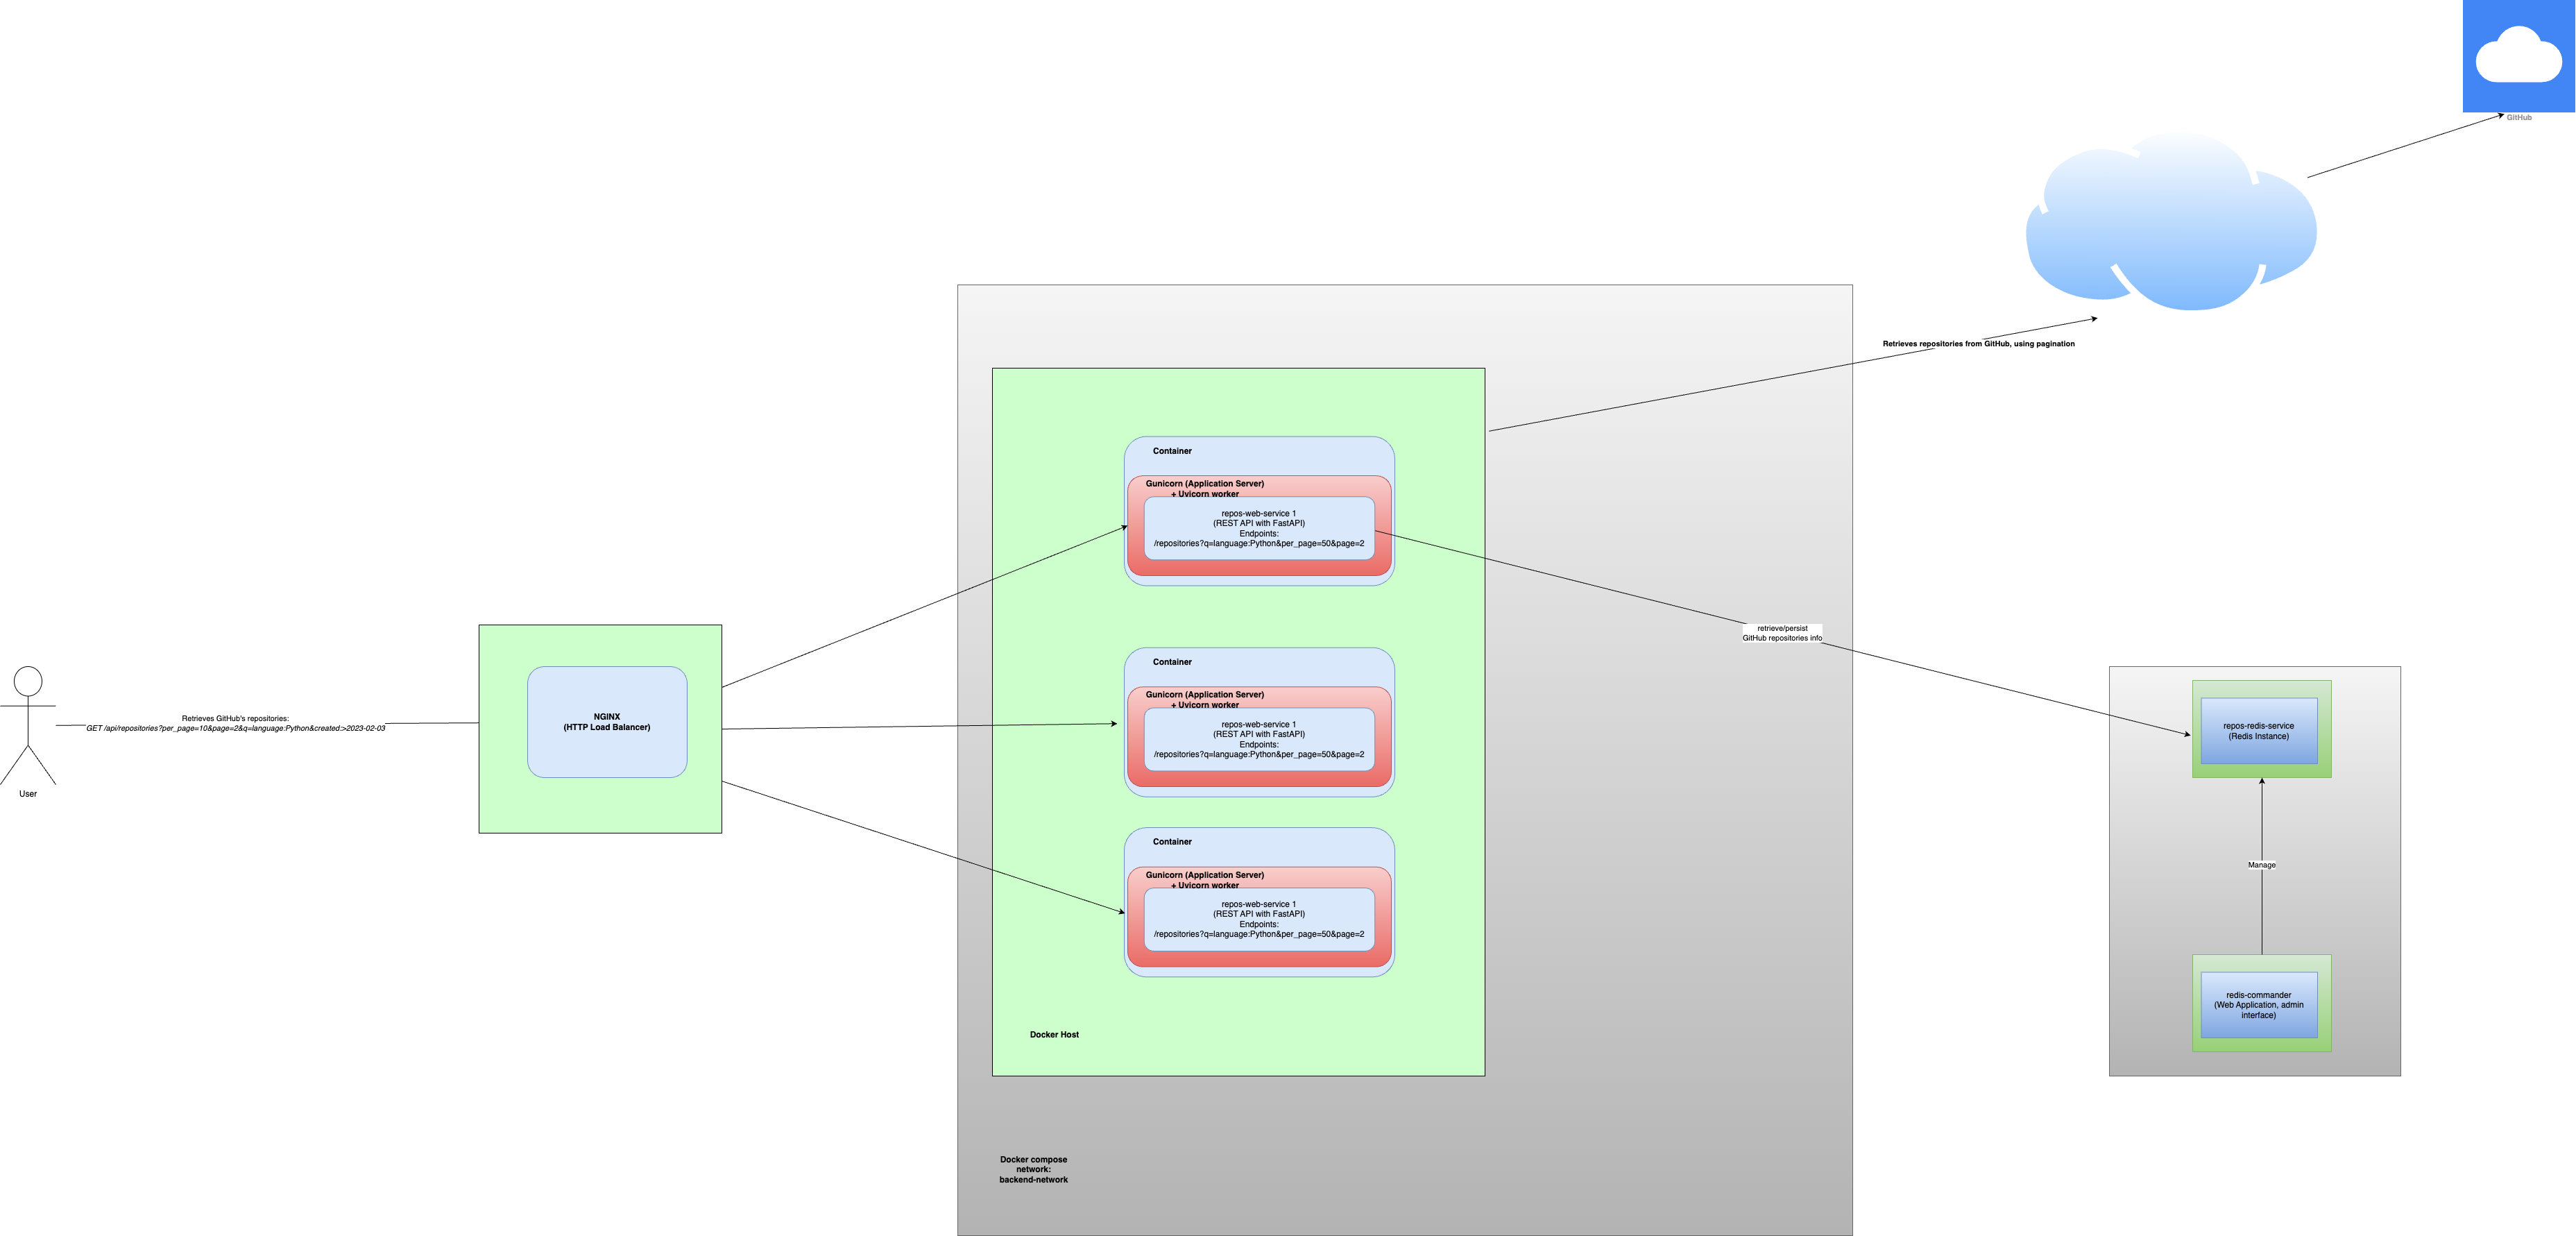 GitHub
Retrieves repositories from GitHub, using pagination
Container
Gunicorn (Application Server)
+ Uvicorn worker
repos-web-service 1
(REST API with FastAPI)
Endpoints:
/repositories?q=language:Python&per_page=50&page=2
retrieve/persist
GitHub repositories info
Container
Gunicorn (Application Server)
+ Uvicorn worker
repos-web-service 1
(REST API with FastAPI)
Endpoints:
/repositories?q=language:Python&per_page=50&page=2
Retrieves GitHub's repositories:
GET /api/repositories?per_page=10&page=2&q=language:Python&created:>2023-02-03
User
NGINX
(HTTP Load Balancer)
repos-redis-service
(Redis Instance)
Container
Gunicorn (Application Server)
+ Uvicorn worker
repos-web-service 1
(REST API with FastAPI)
Endpoints:
/repositories?q=language:Python&per_page=50&page=2
Manage
redis-commander
(Web Application, admin
interface)
Docker Host
Docker compose
network:
backend-network